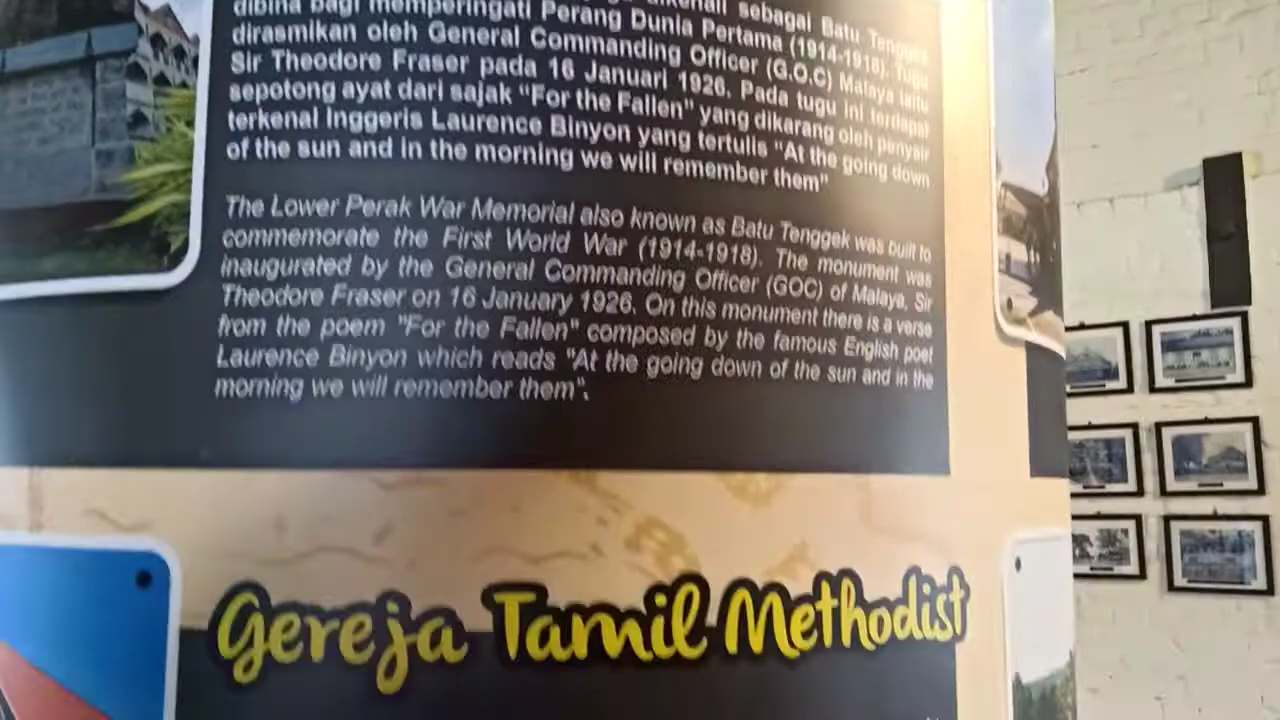 sebagai Batu Tenggek
dibina bagi memperingati Perang Dunia Pertama (1914-1918). Tugu
dirasmikan oleh General Commanding Officer (G.O.C) Malaya iaitu
Sir Theodore Fraser pada 16 Januari 1926. Pada tugu ini terdapat
sepotong ayat dari sajak "For the Fallen" yang dikarang oleh penyair
terkenal Inggeris Laurence Binyon yang tertulis "At the going down
of the sun and in the morning we will remember them"
The Lower Perak War Memorial also known as Batu Tenggek was built to
commemorate the First World War (1914-1918). The monument was
inaugurated by the General Commanding Officer (GOC) of Malaya, Sir
Theodore Fraser on 16 January 1926. On this monument there is a verse
from the poem "For the Fallen" composed by the famous English poet
Laurence Binyon which reads "At the going down of the sun and in the
morning we will remember them".
Gereja Tamil Methodist